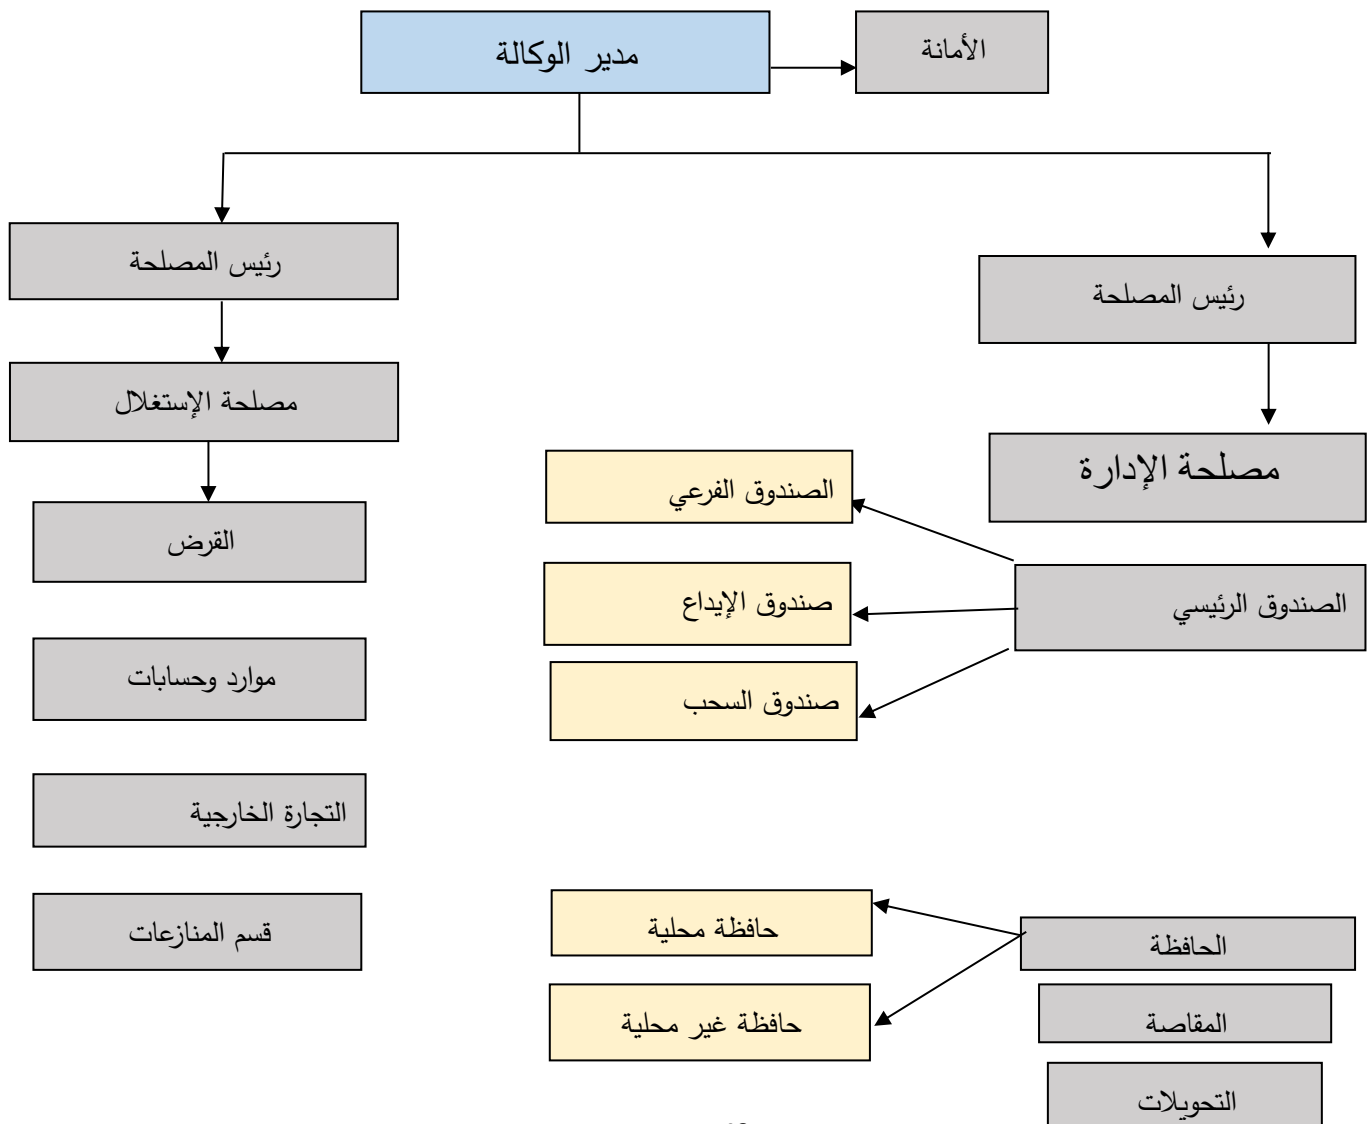 مدير الوكالة
الأمانة
رئيس المصلحة
رئيس المصلحة
مصلحة الإدارة
مصلحة الإستغلال
الصندوق الفرعي
القرض
صندوق الإيداع
الصندوق الرئيسي
موارد وحسابات
صندوق السحب
التجارة الخارجية
حافظة محلية
الحافظة
قسم المنازعات
حافظة غير محلية
المقاصة
التحويلات